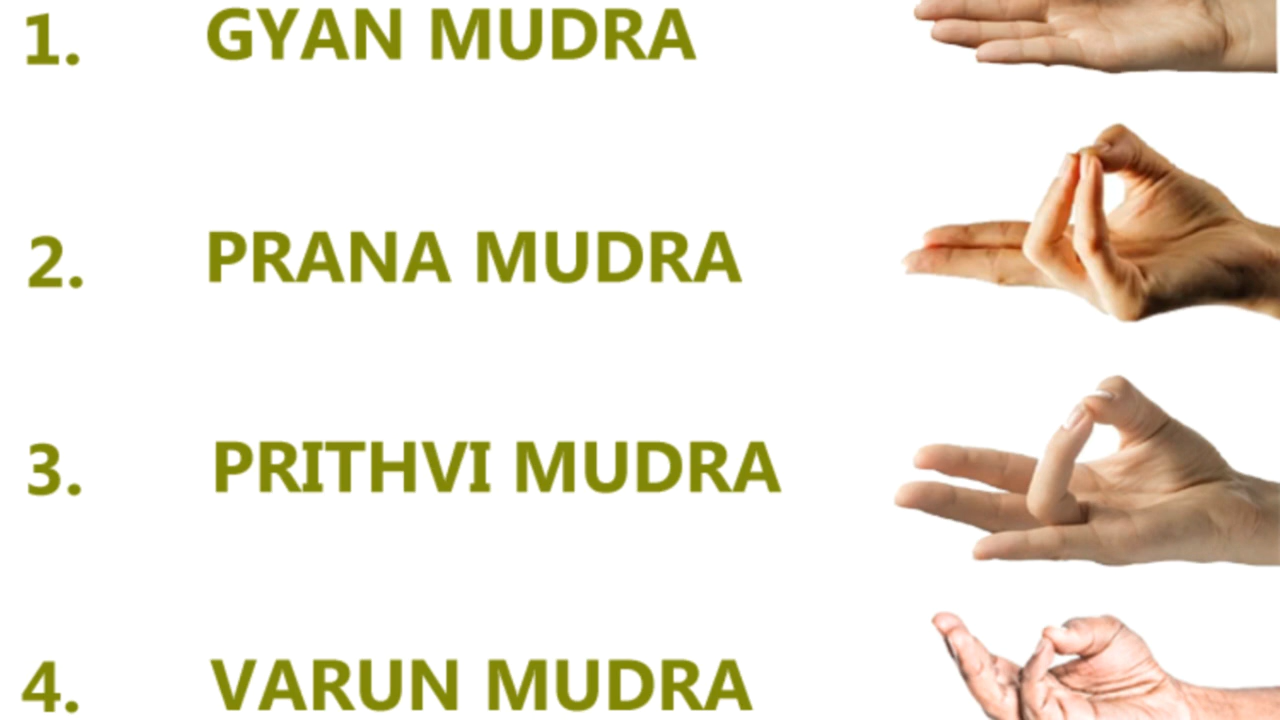 1. GYAN MUDRA
2. PRANA MUDRA
3. PRITHVI MUDRA
4. VARUN MUDRA